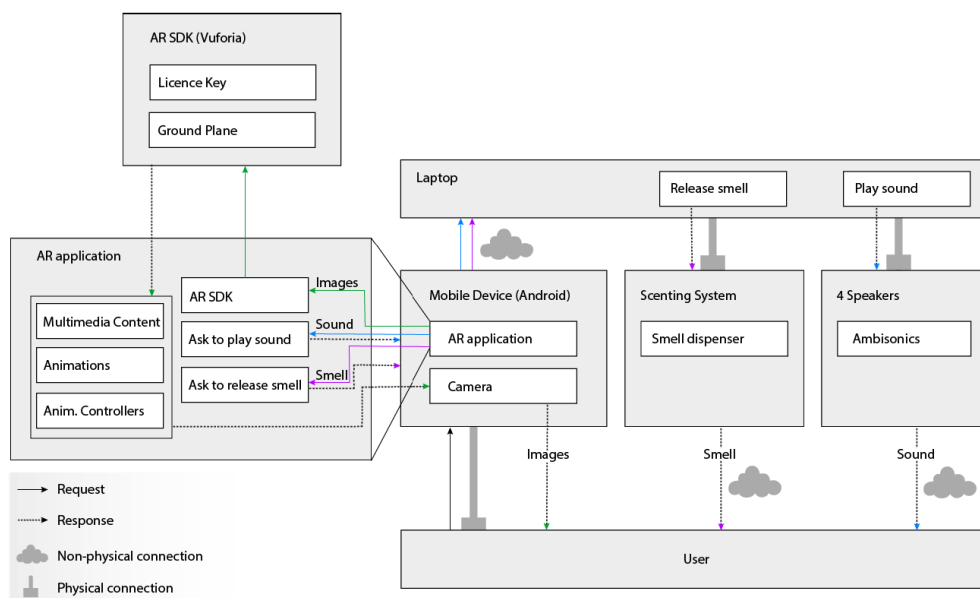 AR SDK (Vuforia)
Licence Key
Ground Plane
Laptop
Release smell
Play sound
AR application
AR SDK
Images
Multimedia Content
Ask to play sound
Sound
Animations
Ask to release smell
Smell
Anim. Controllers
Mobile Device (Android)
AR application
Camera
Scenting System
Smell dispenser
4 Speakers
Ambisonics
Images
Smell
Sound
User
Request
Response
Non-physical connection
Physical connection